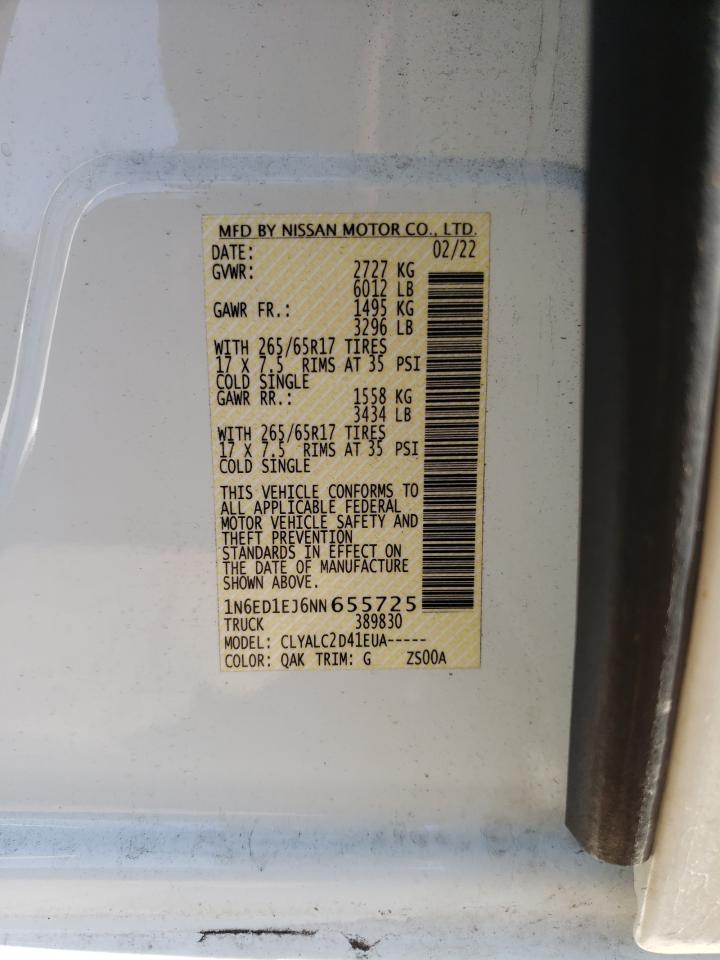 MFD BY NISSAN MOTOR CO., LTD.
DATE: 02/22
GVWR: 2727 KG
6012 LB
GAWR FR.: 1495 KG
3296 LB
WITH 265/65R17 TIRES
17 X 7.5 RIMS AT 35 PSI
COLD SINGLE
GAWR RR.: 1558 KG
3434 LB
WITH 265/65R17 TIRES
17 X 7.5 RIMS AT 35 PSI
COLD SINGLE
THIS VEHICLE CONFORMS TO
ALL APPLICABLE FEDERAL
MOTOR VEHICLE SAFETY AND
THEFT PREVENTION
STANDARDS IN EFFECT ON
THE DATE OF MANUFACTURE
SHOWN ABOVE.
1N6ED1EJ6NN655725
TRUCK 389830
MODEL: CLYALC2D41EUA-----
COLOR: QAK TRIM: G ZS00A